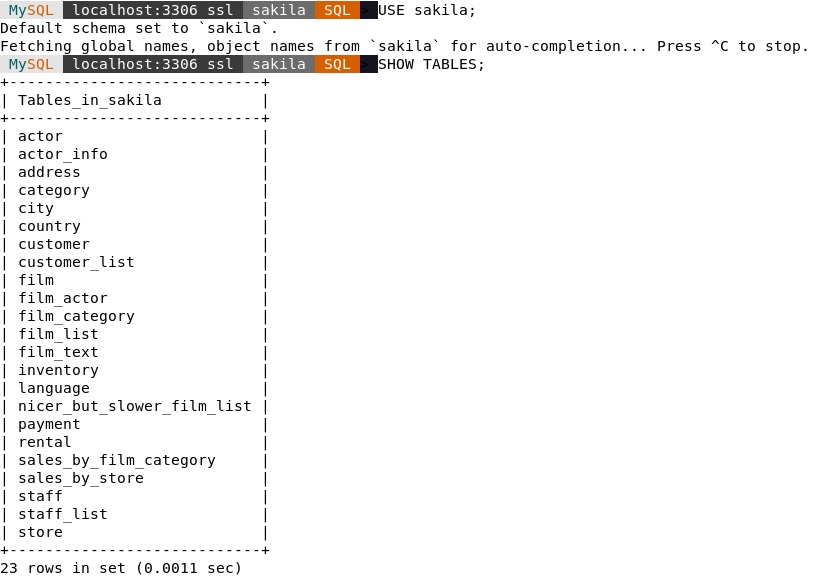 MySQL localhost:3306 ssl sakila SQL > USE sakila;
Default schema set to `sakila`.
Fetching global names, object names from `sakila` for auto-completion... Press ^C to stop.
MySQL localhost:3306 ssl sakila SQL > SHOW TABLES;
+----------------------------+
| Tables_in_sakila           |
+----------------------------+
| actor                      |
| actor_info                 |
| address                    |
| category                   |
| city                       |
| country                    |
| customer                   |
| customer_list              |
| film                       |
| film_actor                 |
| film_category              |
| film_list                  |
| film_text                  |
| inventory                  |
| language                   |
| nicer_but_slower_film_list |
| payment                    |
| rental                     |
| sales_by_film_category     |
| sales_by_store             |
| staff                      |
| staff_list                 |
| store                      |
+----------------------------+
23 rows in set (0.0011 sec)